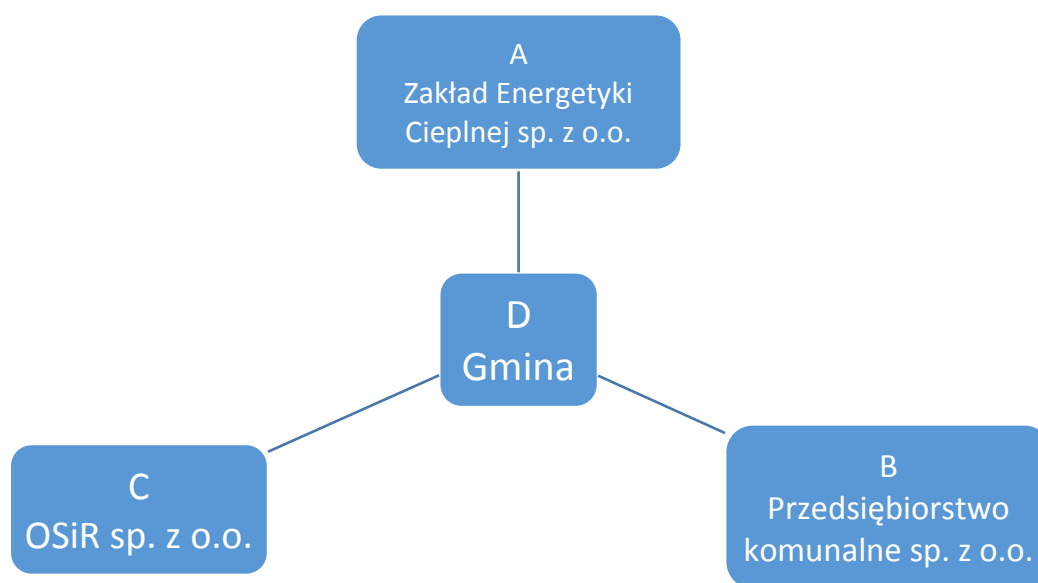 A
Zakład Energetyki
Cieplnej sp. z o.o.
D
Gmina
C
OSiR sp. z o.o.
B
Przedsiębiorstwo
komunalne sp. z o.o.